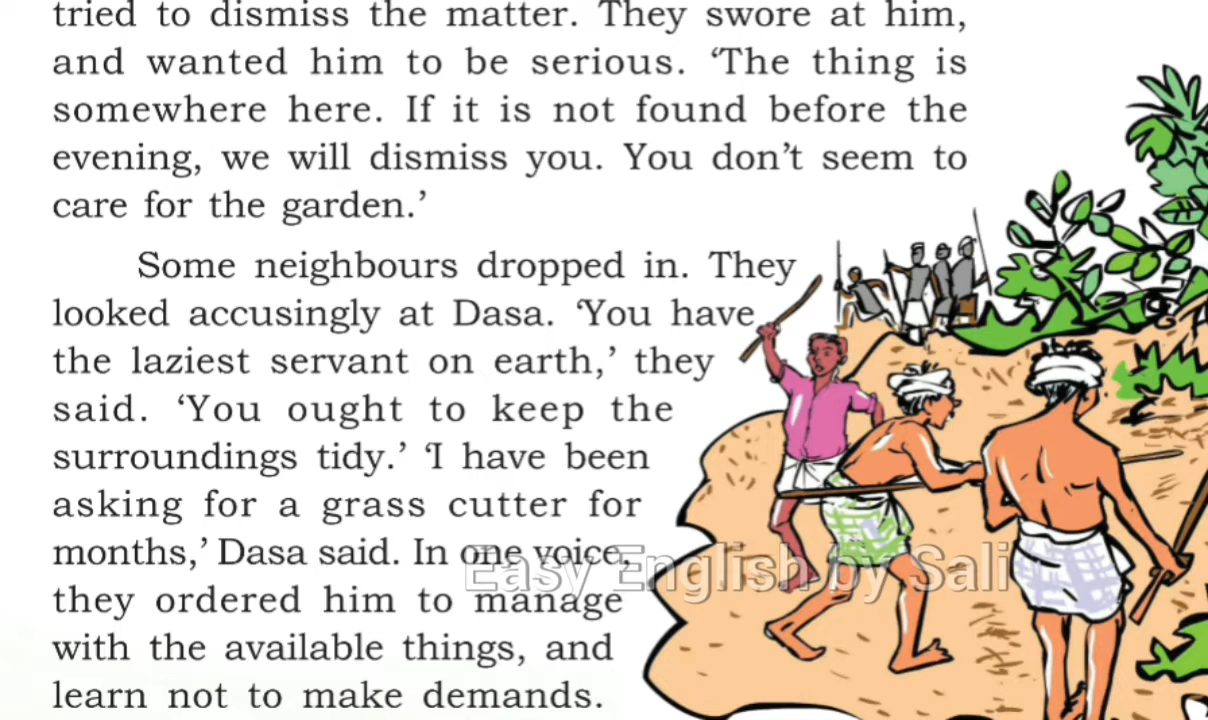 tried to dismiss the matter. They swore at him,
and wanted him to be serious. ‘The thing is
somewhere here. If it is not found before the
evening, we will dismiss you. You don’t seem to
care for the garden.’
Some neighbours dropped in. They
looked accusingly at Dasa. ‘You have
the laziest servant on earth,’ they
said. ‘You ought to keep the
surroundings tidy.’ ‘I have been
asking for a grass cutter for
months,’ Dasa said. In one voice,
they ordered him to manage
with the available things, and
learn not to make demands.
Easy English by Sali